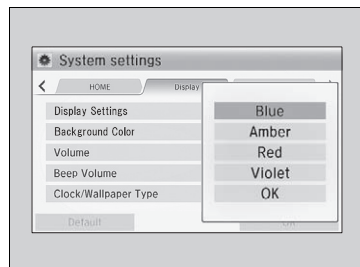 System settings
HOME
Display
Display Settings
Background Color
Volume
Beep Volume
Clock/Wallpaper Type
Blue
Amber
Red
Violet
OK
Default
OK